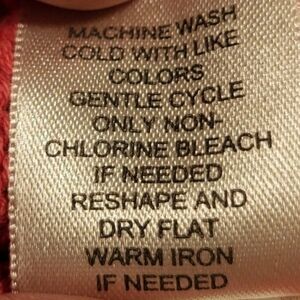 MACHINE WASH
COLD WITH LIKE
COLORS
GENTLE CYCLE
ONLY NON-
CHLORINE BLEACH
IF NEEDED
RESHAPE AND
DRY FLAT
WARM IRON
IF NEEDED